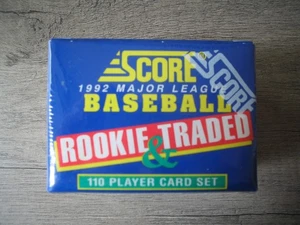 SCORE
SCORE
1992 MAJOR LEAGUE
BASEBALL
ROOKIE
&
TRADED
110 PLAYER CARD SET